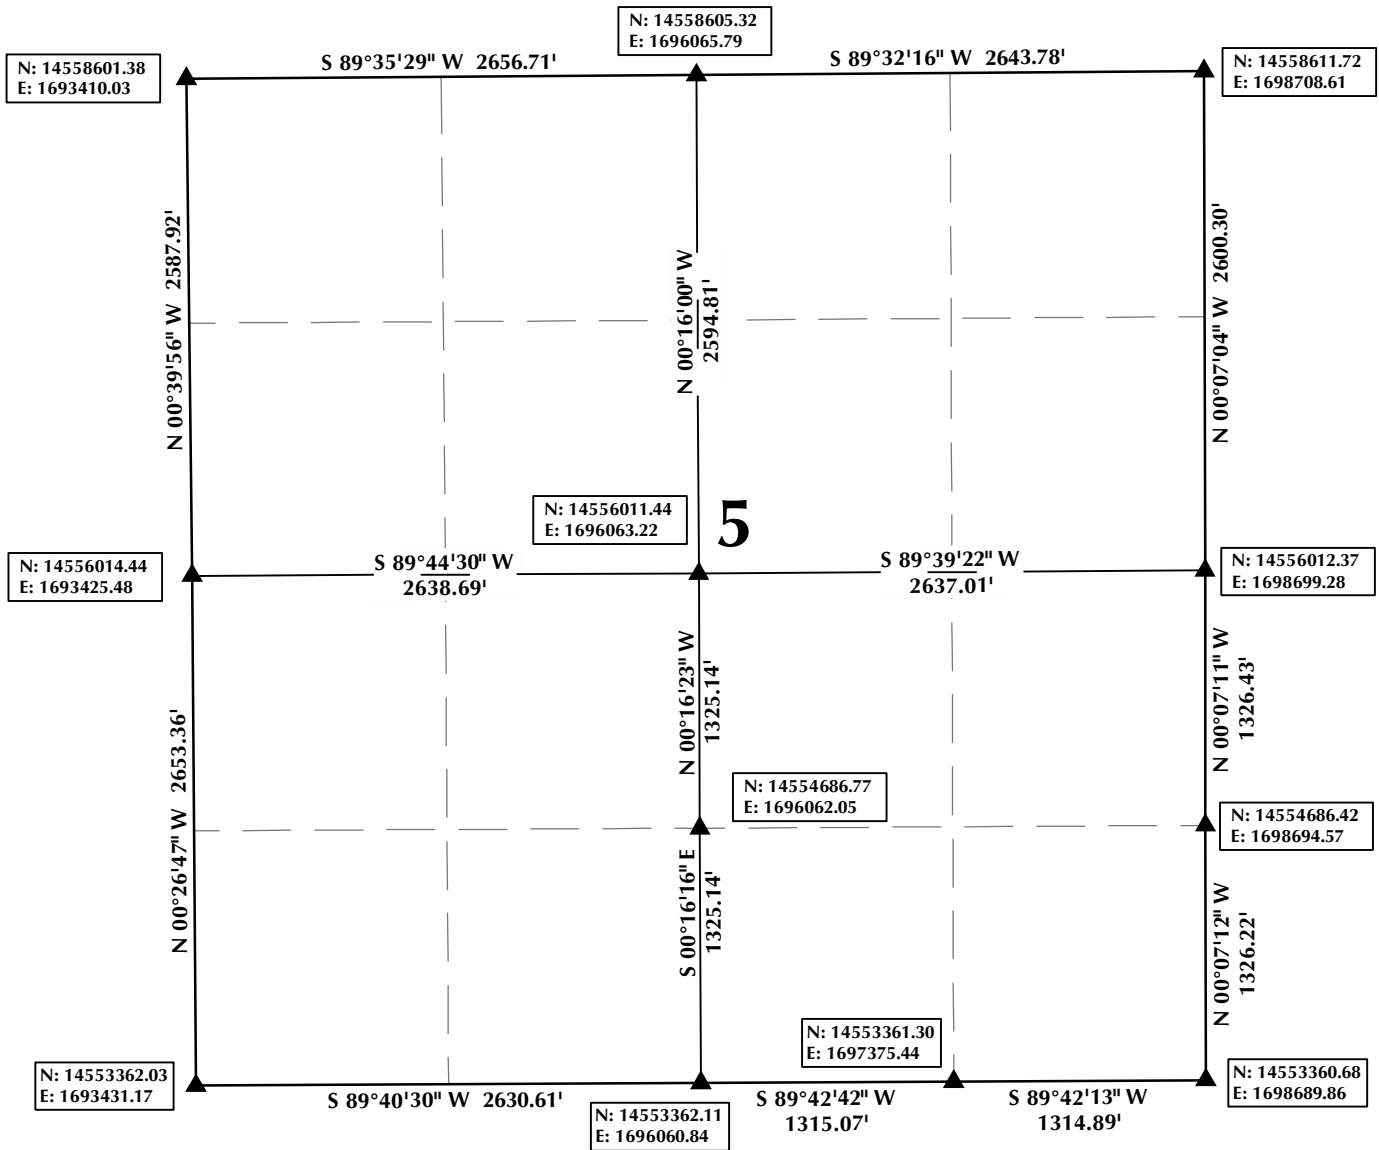 N: 14558605.32
E: 1696065.79
N: 14558601.38
E: 1693410.03
S 89°35'29" W 2656.71'
S 89°32'16" W 2643.78'
N: 14558611.72
E: 1698708.61
N 00°39'56" W 2587.92'
N 00°16'00" W
2594.81'
N 00°07'04" W 2600.30'
N: 14556011.44
E: 1696063.22
5
N: 14556014.44
E: 1693425.48
S 89°44'30" W
2638.69'
S 89°39'22" W
2637.01'
N: 14556012.37
E: 1698699.28
N 00°16'23" W
1325.14'
N 00°07'11" W
1326.43'
N 00°26'47" W 2653.36'
N: 14554686.77
E: 1696062.05
N: 14554686.42
E: 1698694.57
S 00°16'16" E
1325.14'
N 00°07'12" W
1326.22'
N: 14553361.30
E: 1697375.44
N: 14553362.03
E: 1693431.17
S 89°40'30" W 2630.61'
N: 14553362.11
E: 1696060.84
S 89°42'42" W
1315.07'
S 89°42'13" W
1314.89'
N: 14553360.68
E: 1698689.86